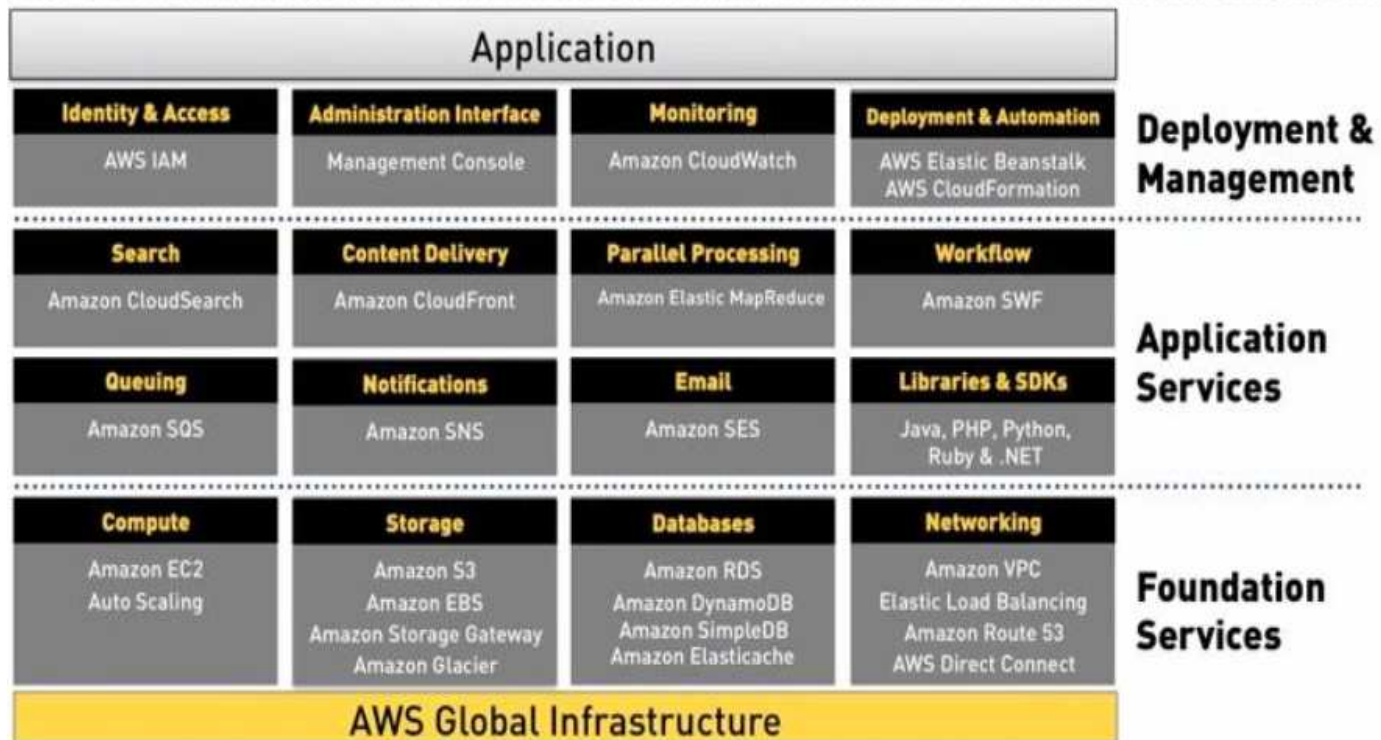 Application
Identity & Access
AWS IAM
Administration Interface
Management Console
Monitoring
Amazon CloudWatch
Deployment & Automation
AWS Elastic Beanstalk
AWS CloudFormation
Deployment &
Management
Search
Amazon CloudSearch
Content Delivery
Amazon CloudFront
Parallel Processing
Amazon Elastic MapReduce
Workflow
Amazon SWF
Queuing
Amazon SQS
Notifications
Amazon SNS
Email
Amazon SES
Libraries & SDKs
Java, PHP, Python,
Ruby & .NET
Application
Services
Compute
Amazon EC2
Auto Scaling
Storage
Amazon S3
Amazon EBS
Amazon Storage Gateway
Amazon Glacier
Databases
Amazon RDS
Amazon DynamoDB
Amazon SimpleDB
Amazon Elasticache
Networking
Amazon VPC
Elastic Load Balancing
Amazon Route 53
AWS Direct Connect
Foundation
Services
AWS Global Infrastructure